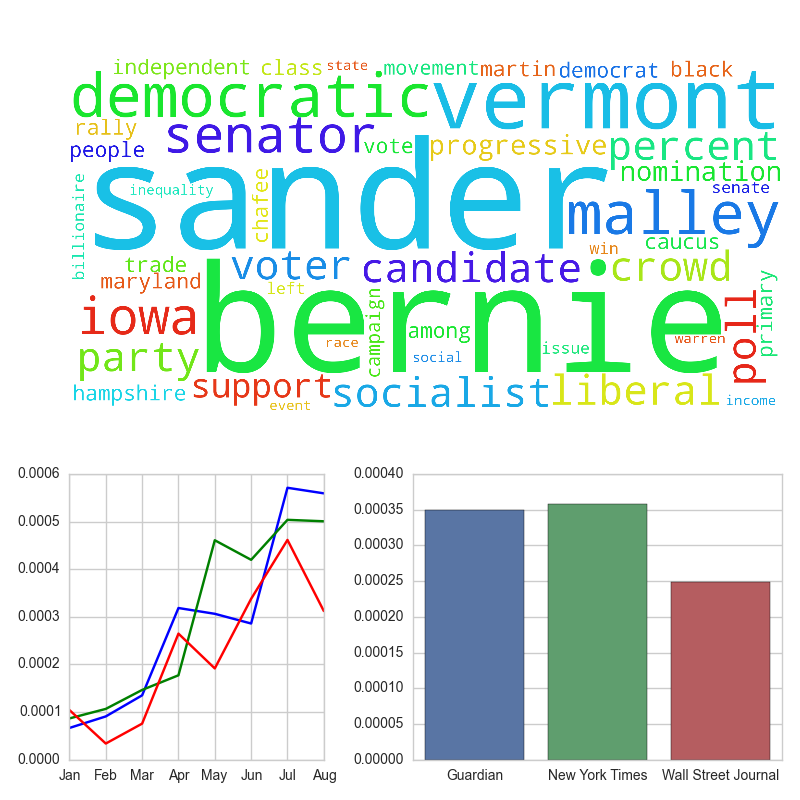 independent class state movement martin democrat black
democratic vermont
rally senator vote progressive percent
people nomination
billionaire inequality sander chafee malley senate
trade voter candidate win caucus crowd
maryland left
iowa bernie poll primary
party race campaign among social issue warren
hampshire support socialist liberal income
event
0.0006 0.00040
0.0005 0.00035
0.0004 0.00030
0.0003 0.00025
0.0002 0.00020
0.0001 0.00015
0.0000 0.00010
0.00005
0.00000
Jan Feb Mar Apr May Jun Jul Aug Guardian New York Times Wall Street Journal